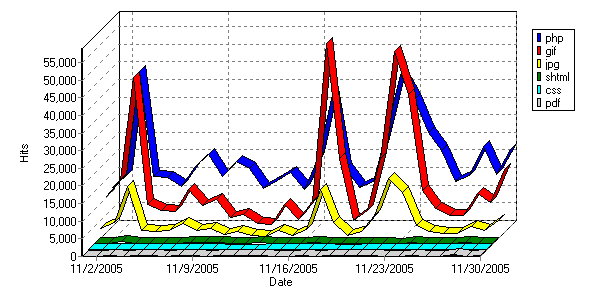 55,000
50,000
45,000
40,000
35,000
30,000
25,000
20,000
15,000
10,000
5,000
0
Hits
11/2/2005 11/9/2005 11/16/2005 11/23/2005 11/30/2005
Date
php
gif
jpg
shtml
css
pdf